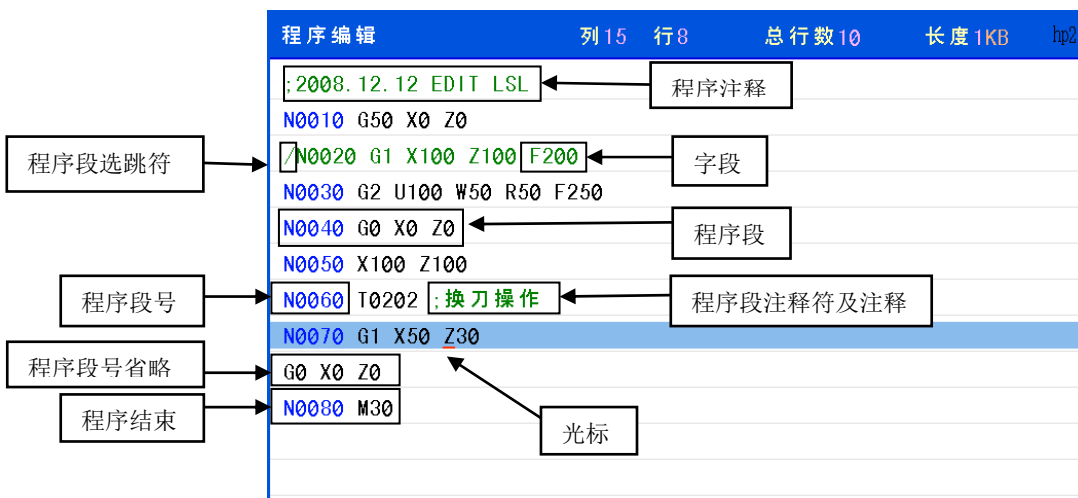 程序编辑 列15 行8 总行数10 长度1KB hp2
;2008.12.12 EDIT LSL 程序注释
N0010 G50 X0 Z0
程序段选跳符 /N0020 G1 X100 Z100 F200 字段
N0030 G2 U100 W50 R50 F250
N0040 G0 X0 Z0 程序段
N0050 X100 Z100
程序段号 N0060 T0202 ;换刀操作 程序段注释符及注释
N0070 G1 X50 Z30
程序段号省略 G0 X0 Z0
程序结束 N0080 M30
光标